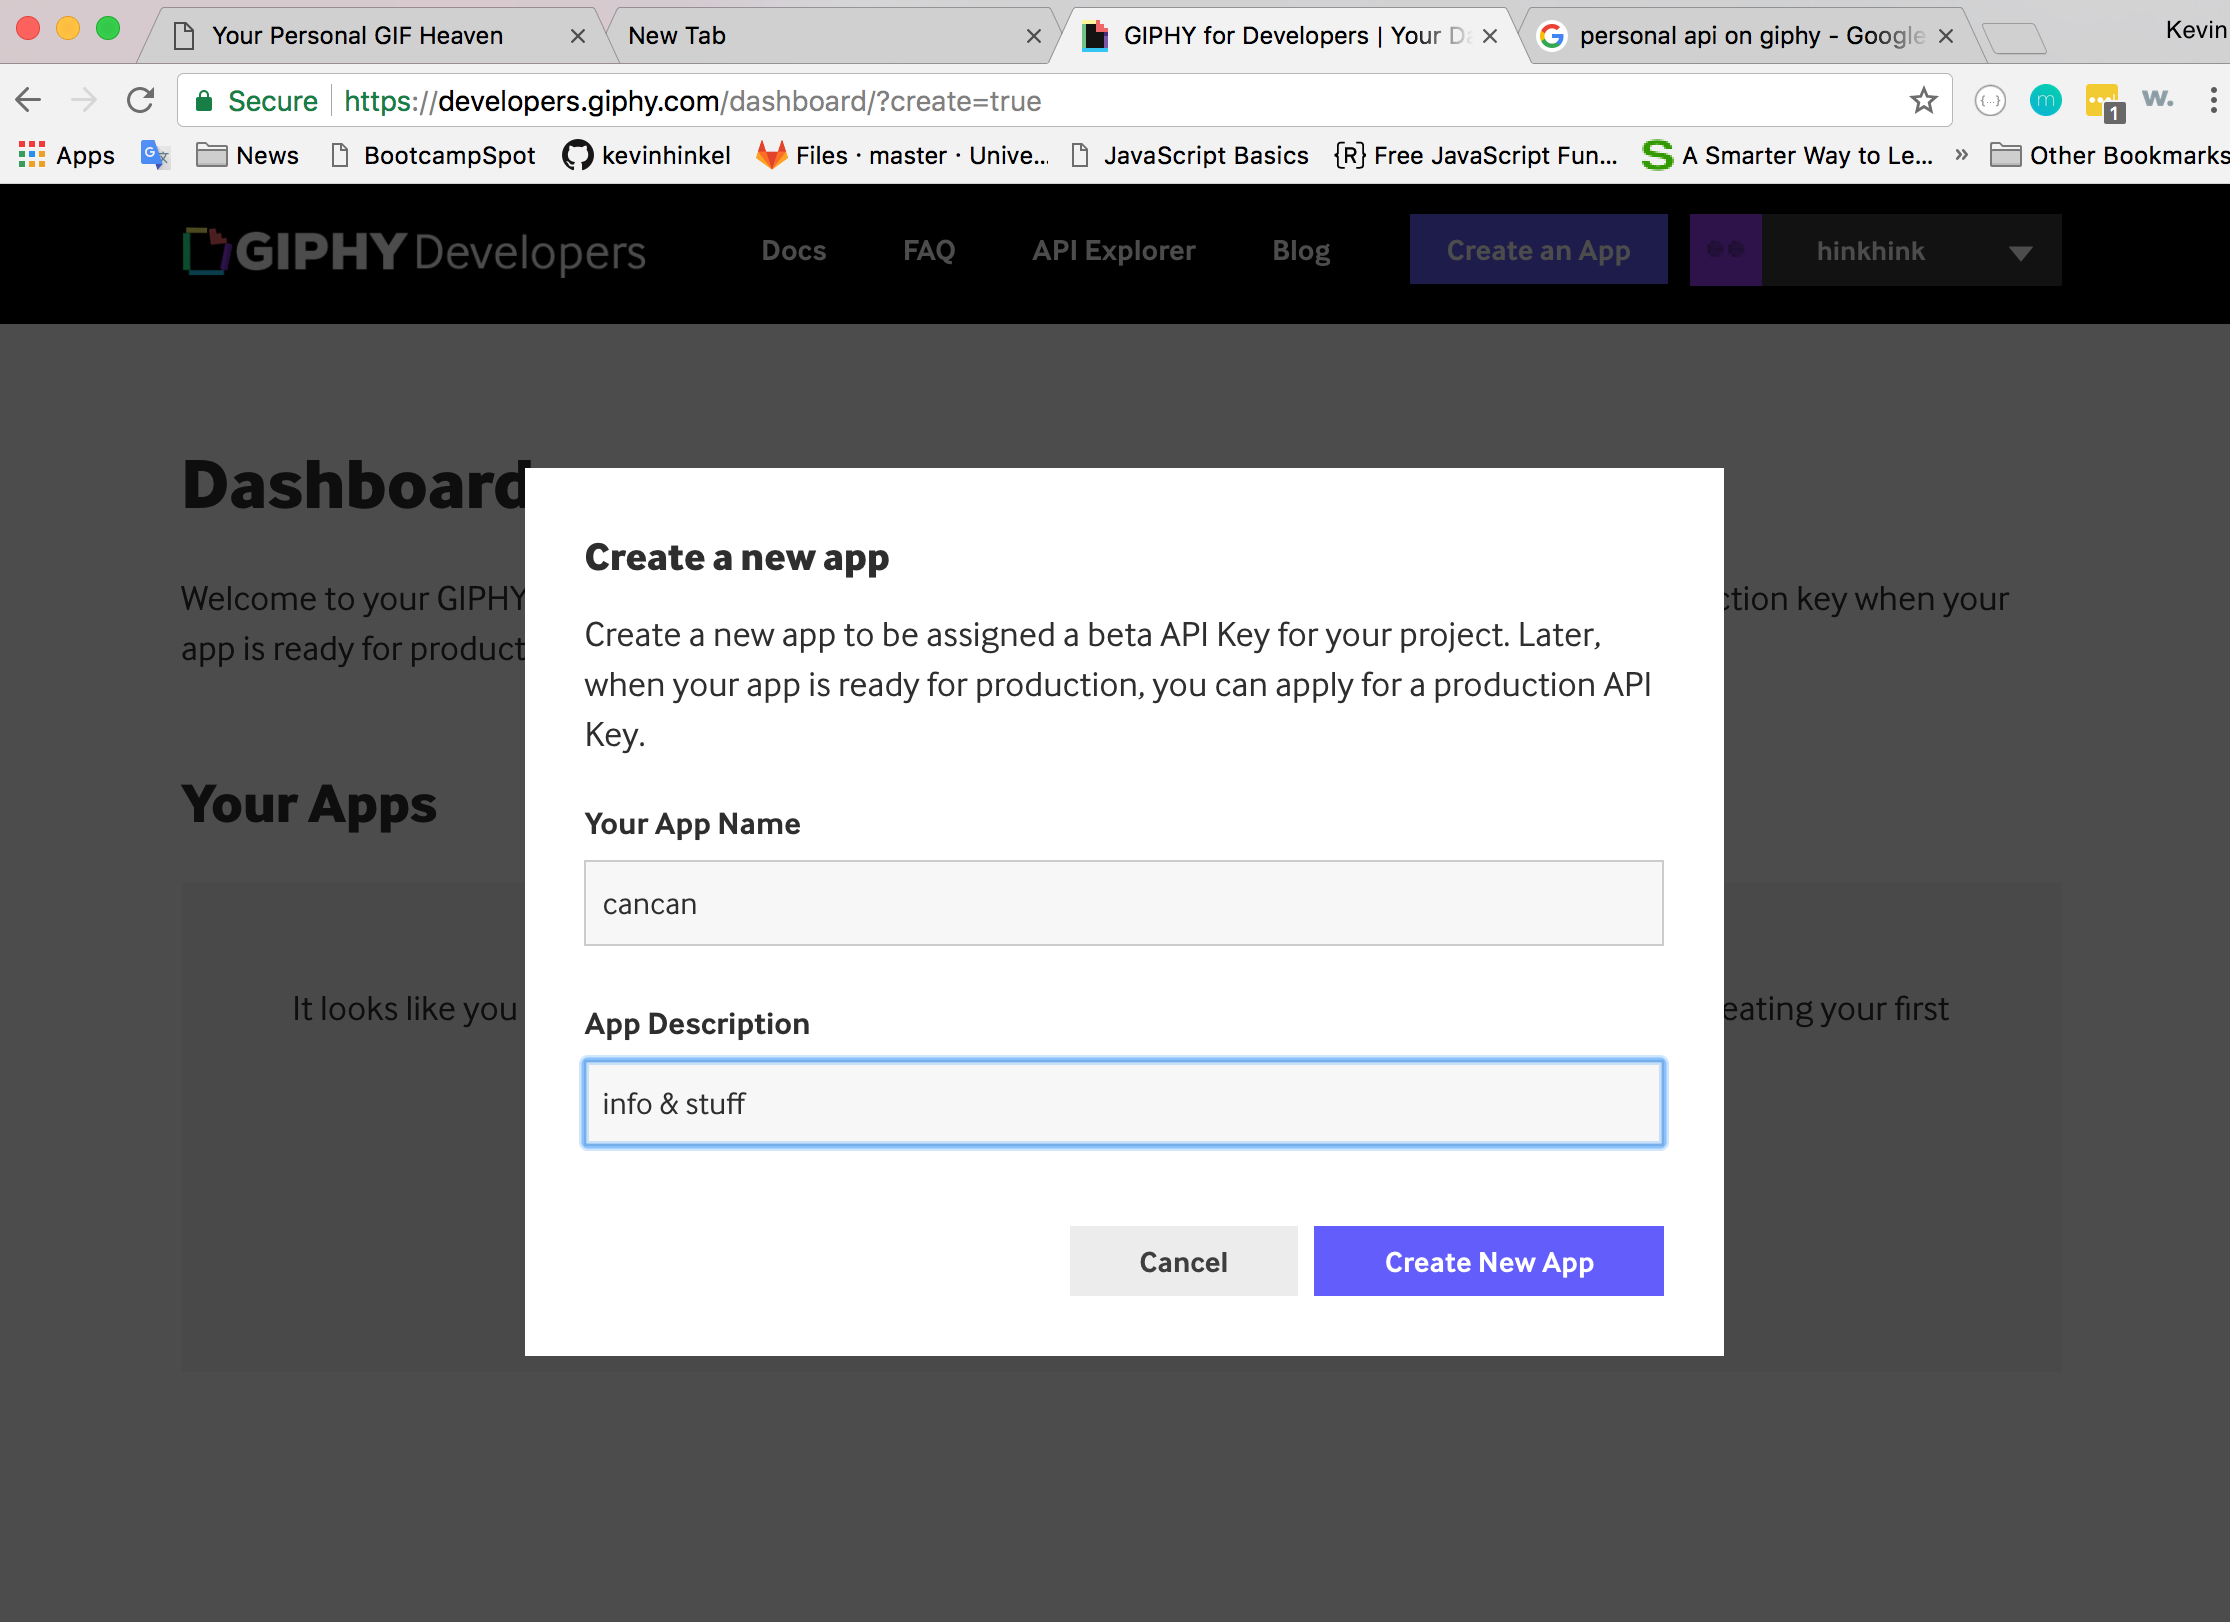 Your Personal GIF Heaven
New Tab
GIPHY for Developers | Your Da
personal api on giphy - Google
Kevin
Secure https://developers.giphy.com/dashboard/?create=true
{...}
m
1
w.
Apps
News
BootcampSpot
kevinhinkel
Files · master · Unive...
JavaScript Basics
{R} Free JavaScript Fun...
A Smarter Way to Le...
»
Other Bookmarks
GIPHY Developers
Docs
FAQ
API Explorer
Blog
Create an App
hinkhink
Dashboard
Welcome to your GIPHY
ction key when your
app is ready for product
Your Apps
It looks like you
eating your first
Create a new app
Create a new app to be assigned a beta API Key for your project. Later,
when your app is ready for production, you can apply for a production API
Key.
Your App Name
cancan
App Description
info & stuff
Cancel
Create New App